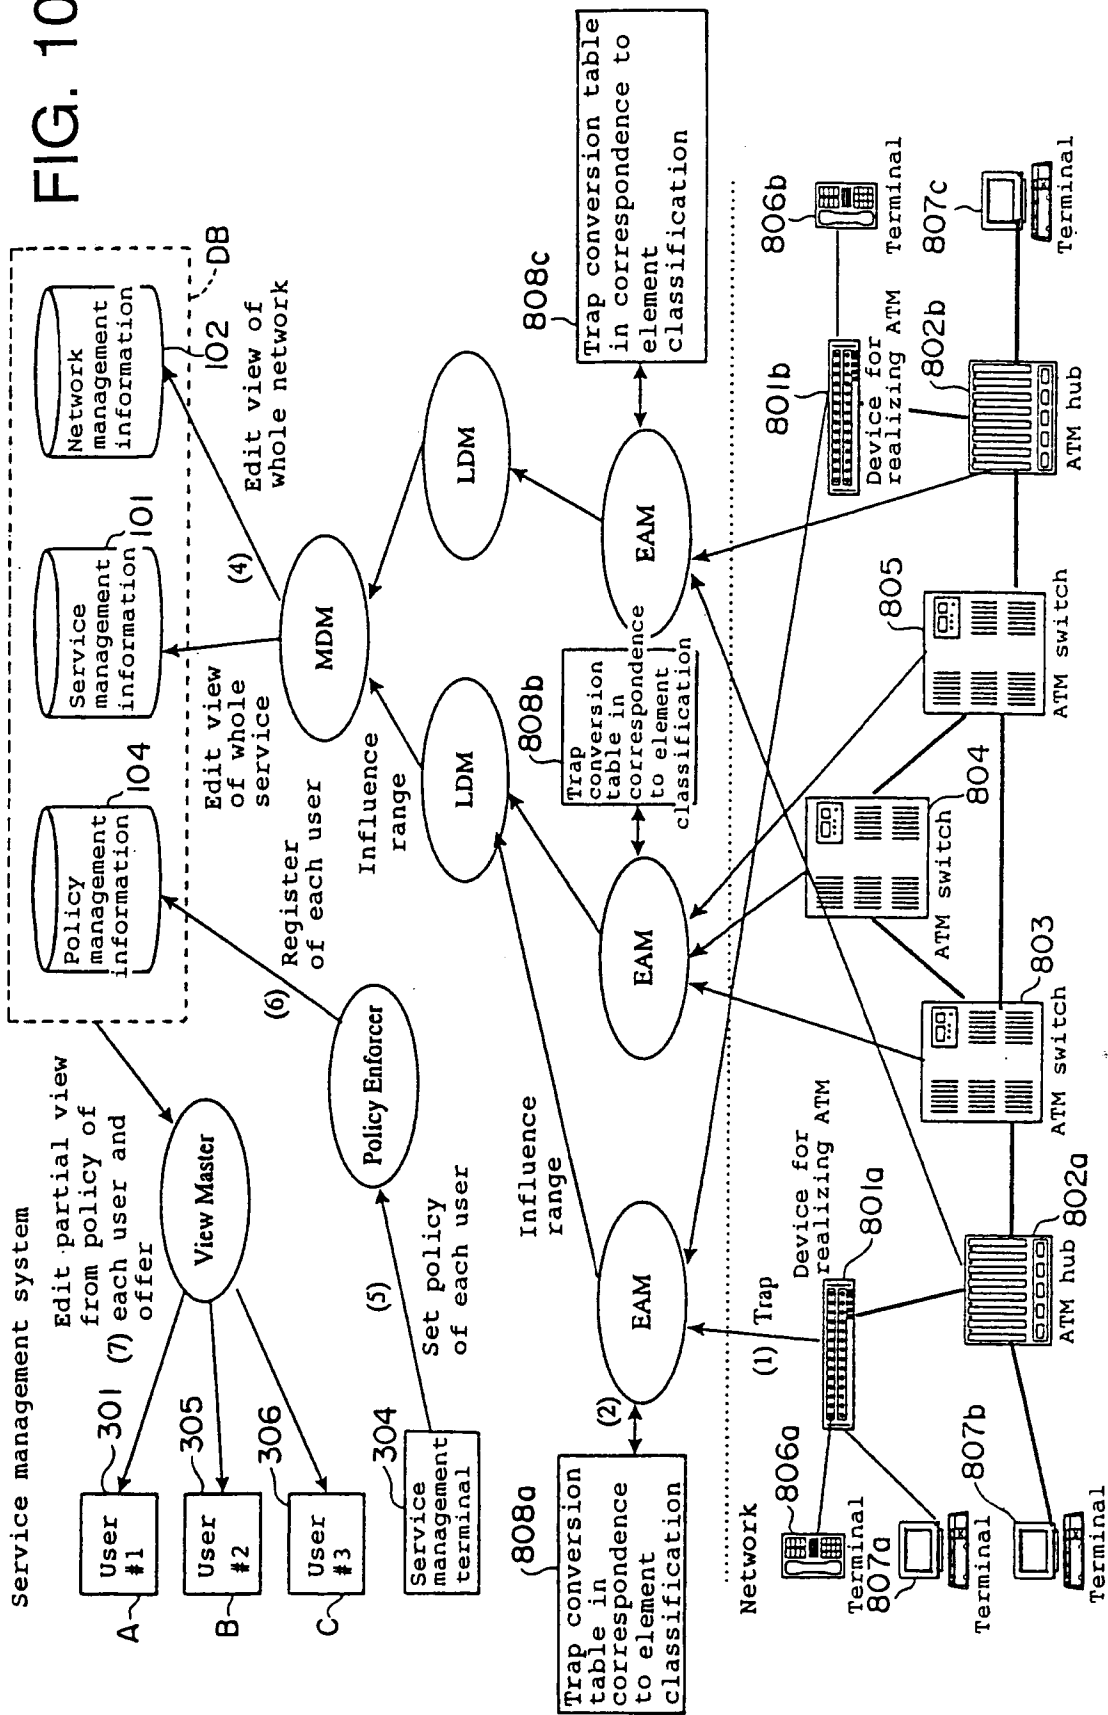 FIG. 10
Service management system
User
#1
301
A
User
#2
305
B
User
#3
306
C
Edit partial view
from policy of
(7) each user and
offer
View Master
Policy
management
information
104
Service
management
information
101
Network
management
information
102
DB
Service
management
terminal
304
(5)
Set policy
of each user
Policy Enforcer
(6)
Register
of each user
Edit view
of whole
service
(4)
Edit view of
whole network
MDM
Influence
range
LDM
LDM
Influence
range
808a
Trap conversion
table in
correspondence
to element
classification
(2)
EAM
EAM
808b
Trap
conversion
table in
correspondence
to element
classification
EAM
808c
Trap conversion table
in correspondence to
element
classification
Network
(1) Trap
806a
Terminal
807a
Terminal
807b
Terminal
Device for
realizing ATM
801a
802a
ATM hub
803
ATM switch
804
ATM switch
805
ATM switch
801b
Device for
realizing ATM
802b
ATM hub
806b
Terminal
807c
Terminal